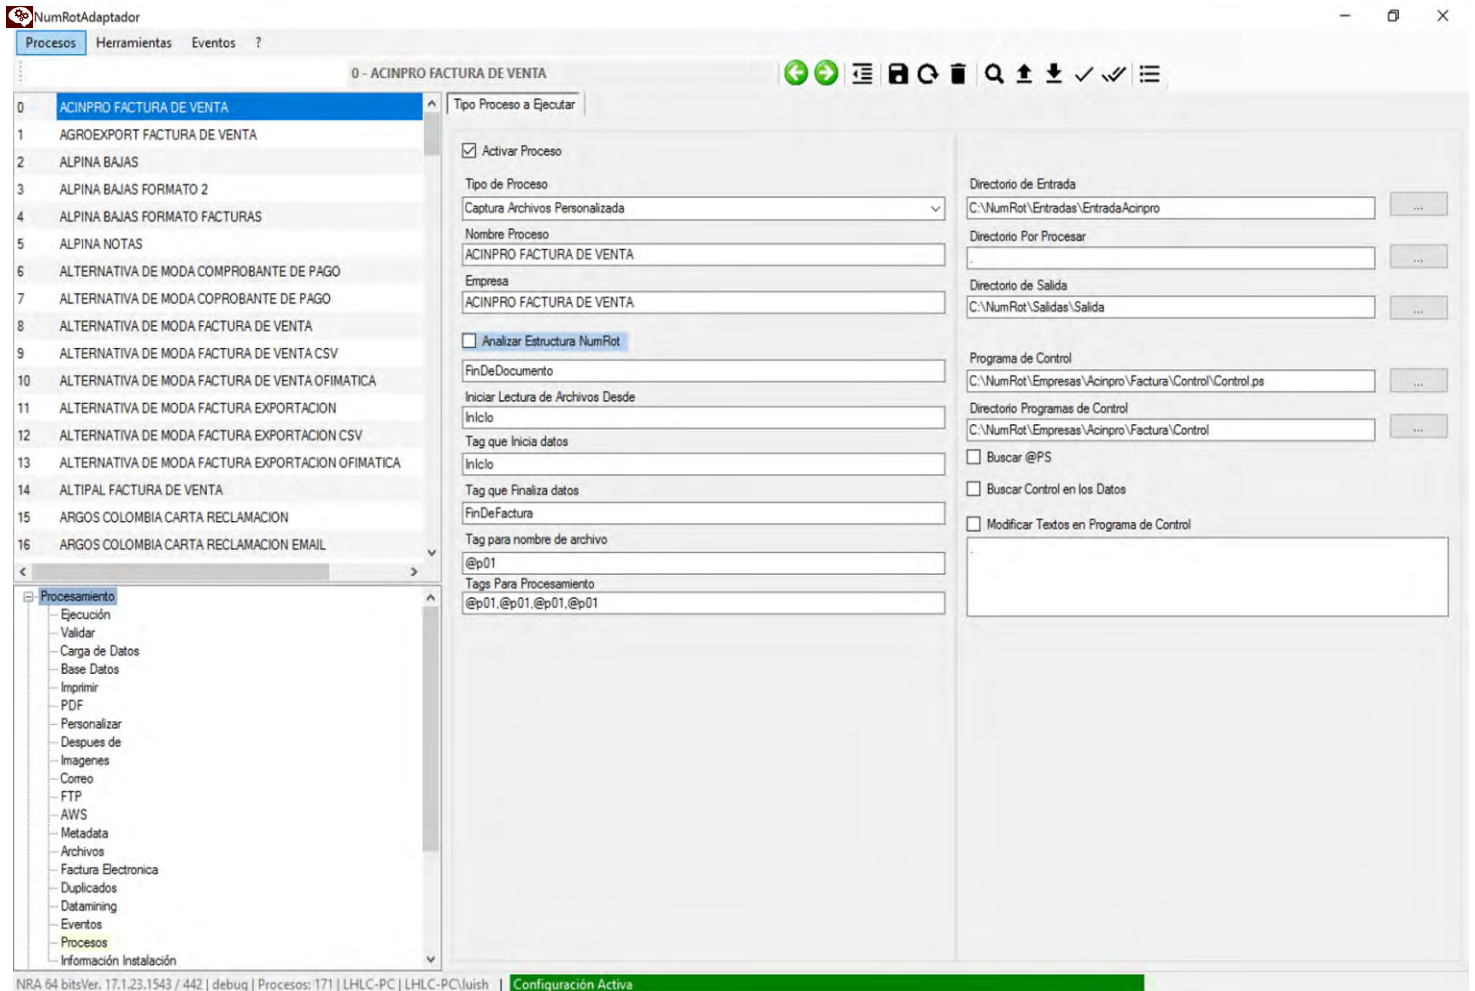 NumRotAdaptador
Procesos Herramientas Eventos ?
0 - ACINPRO FACTURA DE VENTA
0 ACINPRO FACTURA DE VENTA
1 AGROEXPORT FACTURA DE VENTA
2 ALPINA BAJAS
3 ALPINA BAJAS FORMATO 2
4 ALPINA BAJAS FORMATO FACTURAS
5 ALPINA NOTAS
6 ALTERNATIVA DE MODA COMPROBANTE DE PAGO
7 ALTERNATIVA DE MODA COPROBANTE DE PAGO
8 ALTERNATIVA DE MODA FACTURA DE VENTA
9 ALTERNATIVA DE MODA FACTURA DE VENTA CSV
10 ALTERNATIVA DE MODA FACTURA DE VENTA OFIMATICA
11 ALTERNATIVA DE MODA FACTURA EXPORTACION
12 ALTERNATIVA DE MODA FACTURA EXPORTACION CSV
13 ALTERNATIVA DE MODA FACTURA EXPORTACION OFIMATICA
14 ALTIPAL FACTURA DE VENTA
15 ARGOS COLOMBIA CARTA RECLAMACION
16 ARGOS COLOMBIA CARTA RECLAMACION EMAIL
Procesamiento
Ejecución
Validar
Carga de Datos
Base Datos
Imprimir
PDF
Personalizar
Despues de
Imagenes
Correo
FTP
AWS
Metadata
Archivos
Factura Electronica
Duplicados
Datamining
Eventos
Procesos
Información Instalación
Tipo Proceso a Ejecutar
Activar Proceso
Tipo de Proceso
Captura Archivos Personalizada
Nombre Proceso
ACINPRO FACTURA DE VENTA
Empresa
ACINPRO FACTURA DE VENTA
Analizar Estructura NumRot
FinDeDocumento
Iniciar Lectura de Archivos Desde
InIcIo
Tag que Inicia datos
InIcIo
Tag que Finaliza datos
FinDeFactura
Tag para nombre de archivo
@p01
Tags Para Procesamiento
@p01,@p01,@p01,@p01
Directorio de Entrada
C:\NumRot\Entradas\EntradaAcinpro
...
Directorio Por Procesar
.
...
Directorio de Salida
C:\NumRot\Salidas\Salida
...
Programa de Control
C:\NumRot\Empresas\Acinpro\Factura\Control\Control.ps
...
Directorio Programas de Control
C:\NumRot\Empresas\Acinpro\Factura\Control
...
Buscar @PS
Buscar Control en los Datos
Modificar Textos en Programa de Control
.
NRA 64 bitsVer. 17.1.23.1543 / 442 | debug | Procesos: 171 | LHLC-PC | LHLC-PC\luish | Configuración Activa